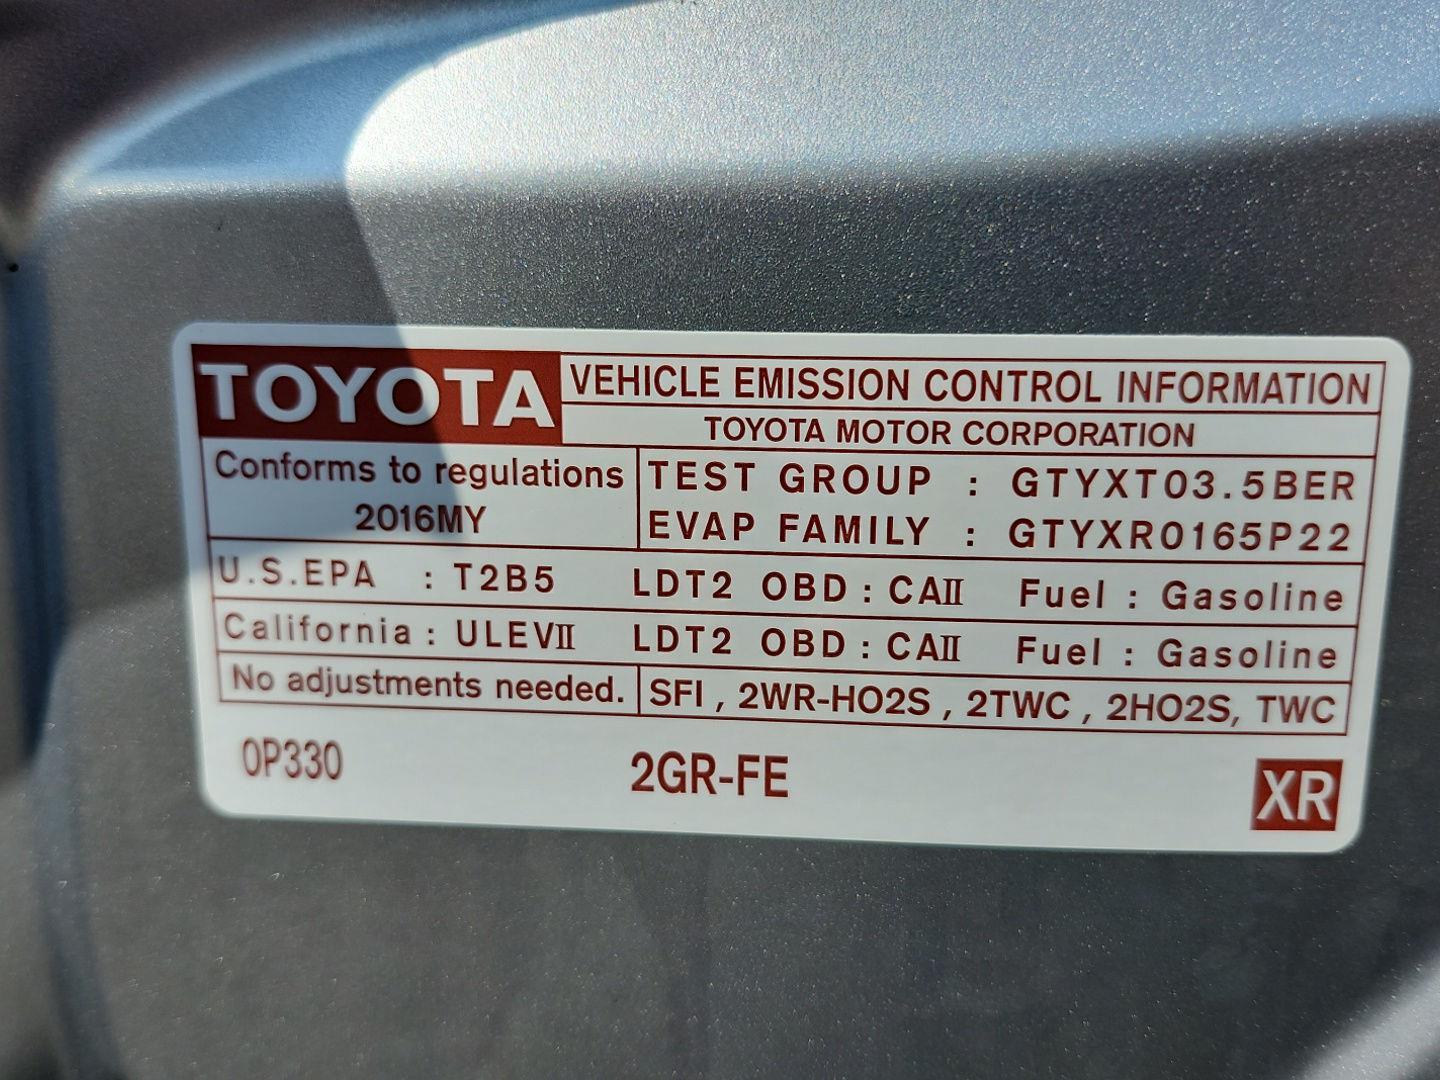 TOYOTA VEHICLE EMISSION CONTROL INFORMATION
TOYOTA MOTOR CORPORATION
Conforms to regulations
2016MY
TEST GROUP : GTYXT03.5BER
EVAP FAMILY : GTYXR0165P22
U.S.EPA : T2B5 LDT2 OBD : CAII Fuel : Gasoline
California : ULEVII LDT2 OBD : CAII Fuel : Gasoline
No adjustments needed. SFI , 2WR-HO2S , 2TWC , 2HO2S, TWC
0P330 2GR-FE XR